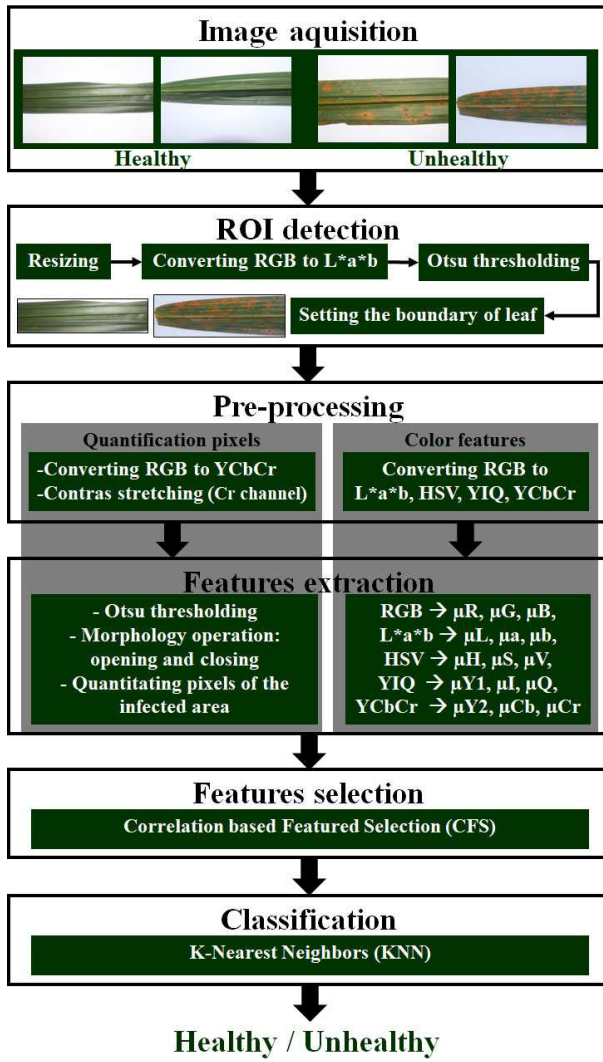 Image aquisition
Healthy
Unhealthy
ROI detection
Resizing
Converting RGB to L*a*b
Otsu thresholding
Setting the boundary of leaf
Pre-processing
Quantification pixels
-Converting RGB to YCbCr
-Contras stretching (Cr channel)
Color features
Converting RGB to
L*a*b, HSV, YIQ, YCbCr
Features extraction
- Otsu thresholding
- Morphology operation:
opening and closing
- Quantitating pixels of the
infected area
RGB → µR, µG, µB,
L*a*b → µL, µa, µb,
HSV → µH, µS, µV,
YIQ → µY1, µI, µQ,
YCbCr → µY2, µCb, µCr
Features selection
Correlation based Featured Selection (CFS)
Classification
K-Nearest Neighbors (KNN)
Healthy / Unhealthy